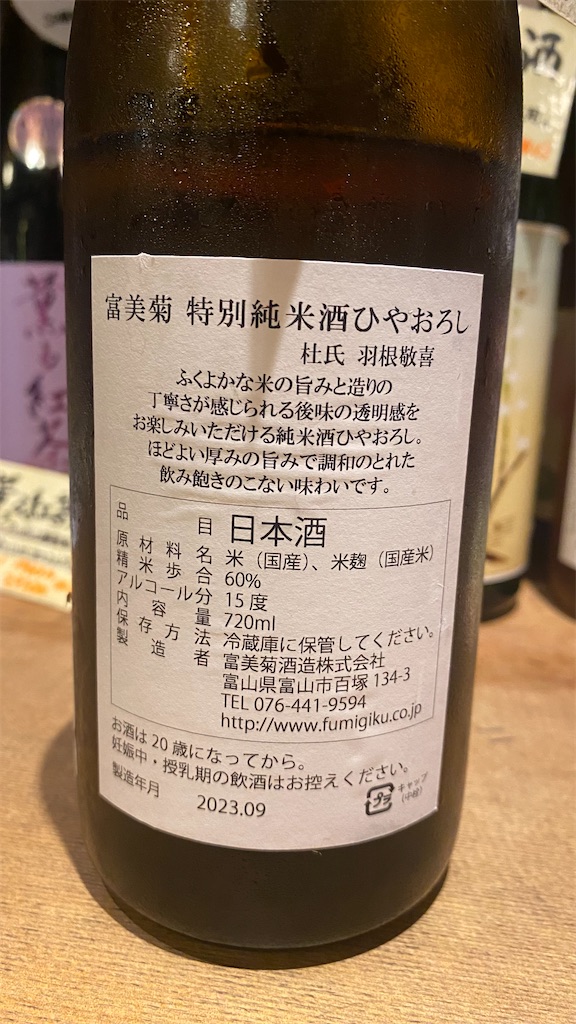 富美菊 特別純米酒ひやおろし
杜氏 羽根敬喜
ふくよかな米の旨みと造りの
丁寧さが感じられる後味の透明感を
お楽しみいただける純米酒ひやおろし。
ほどよい厚みの旨みで調和のとれた
飲み飽きのこない味わいです。
品目 日本酒
原材料名 米（国産）、米麹（国産米）
精米歩合 60%
アルコール分 15度
内容量 720ml
保存方法 冷蔵庫に保管してください。
製造者 富美菊酒造株式会社
富山県富山市百塚 134-3
TEL 076-441-9594
http://www.fumigiku.co.jp
お酒は20歳になってから。
妊娠中・授乳期の飲酒はお控えください。
製造年月 2023.09
プラ キャップ
(中栓)
酒